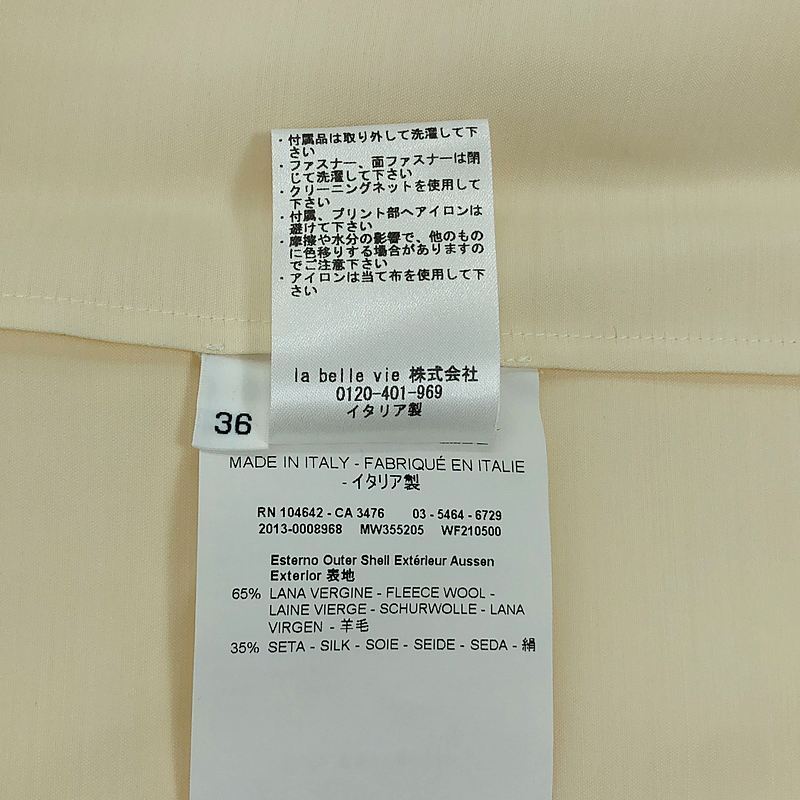 ・付属品は取り外して洗濯して下
さい
・ファスナー、面ファスナーは閉
じて洗濯して下さい
・クリーニングネットを使用して
下さい
・付属、プリント部へアイロンは
避けて下さい
・摩擦や水分の影響で、他のもの
に色移りする場合がありますの
でご注意下さい
・アイロンは当て布を使用して下
さい
la belle vie 株式会社
0120-401-969
イタリア製
36
MADE IN ITALY - FABRIQUÉ EN ITALIE
- イタリア製
RN 104642 - CA 3476 03 - 5464 - 6729
2013-0008968 MW355205 WF210500
Esterno Outer Shell Extérieur Aussen
Exterior 表地
65% LANA VERGINE - FLEECE WOOL -
LAINE VIERGE - SCHURWOLLE - LANA
VIRGEN - 羊毛
35% SETA - SILK - SOIE - SEIDE - SEDA - 絹